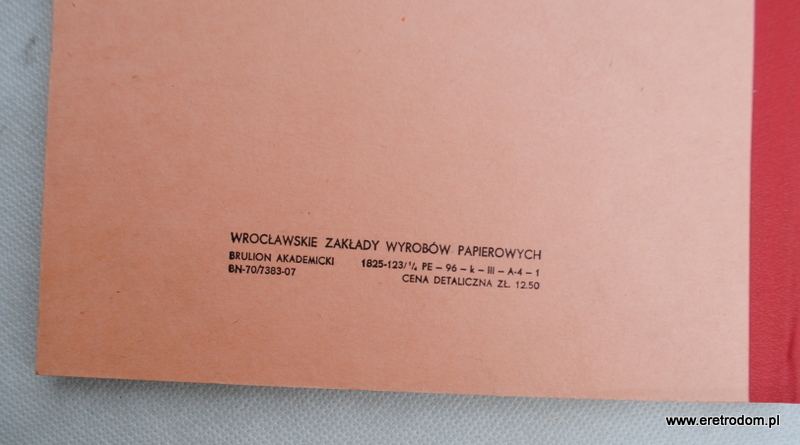 WROCŁAWSKIE ZAKŁADY WYROBÓW PAPIEROWYCH
BRULION AKADEMICKI 1825-123/¼ PE – 96 – k – III – A-4 – 1
BN-70/7383-07 CENA DETALICZNA ZŁ. 12.50
www.eretrodom.pl